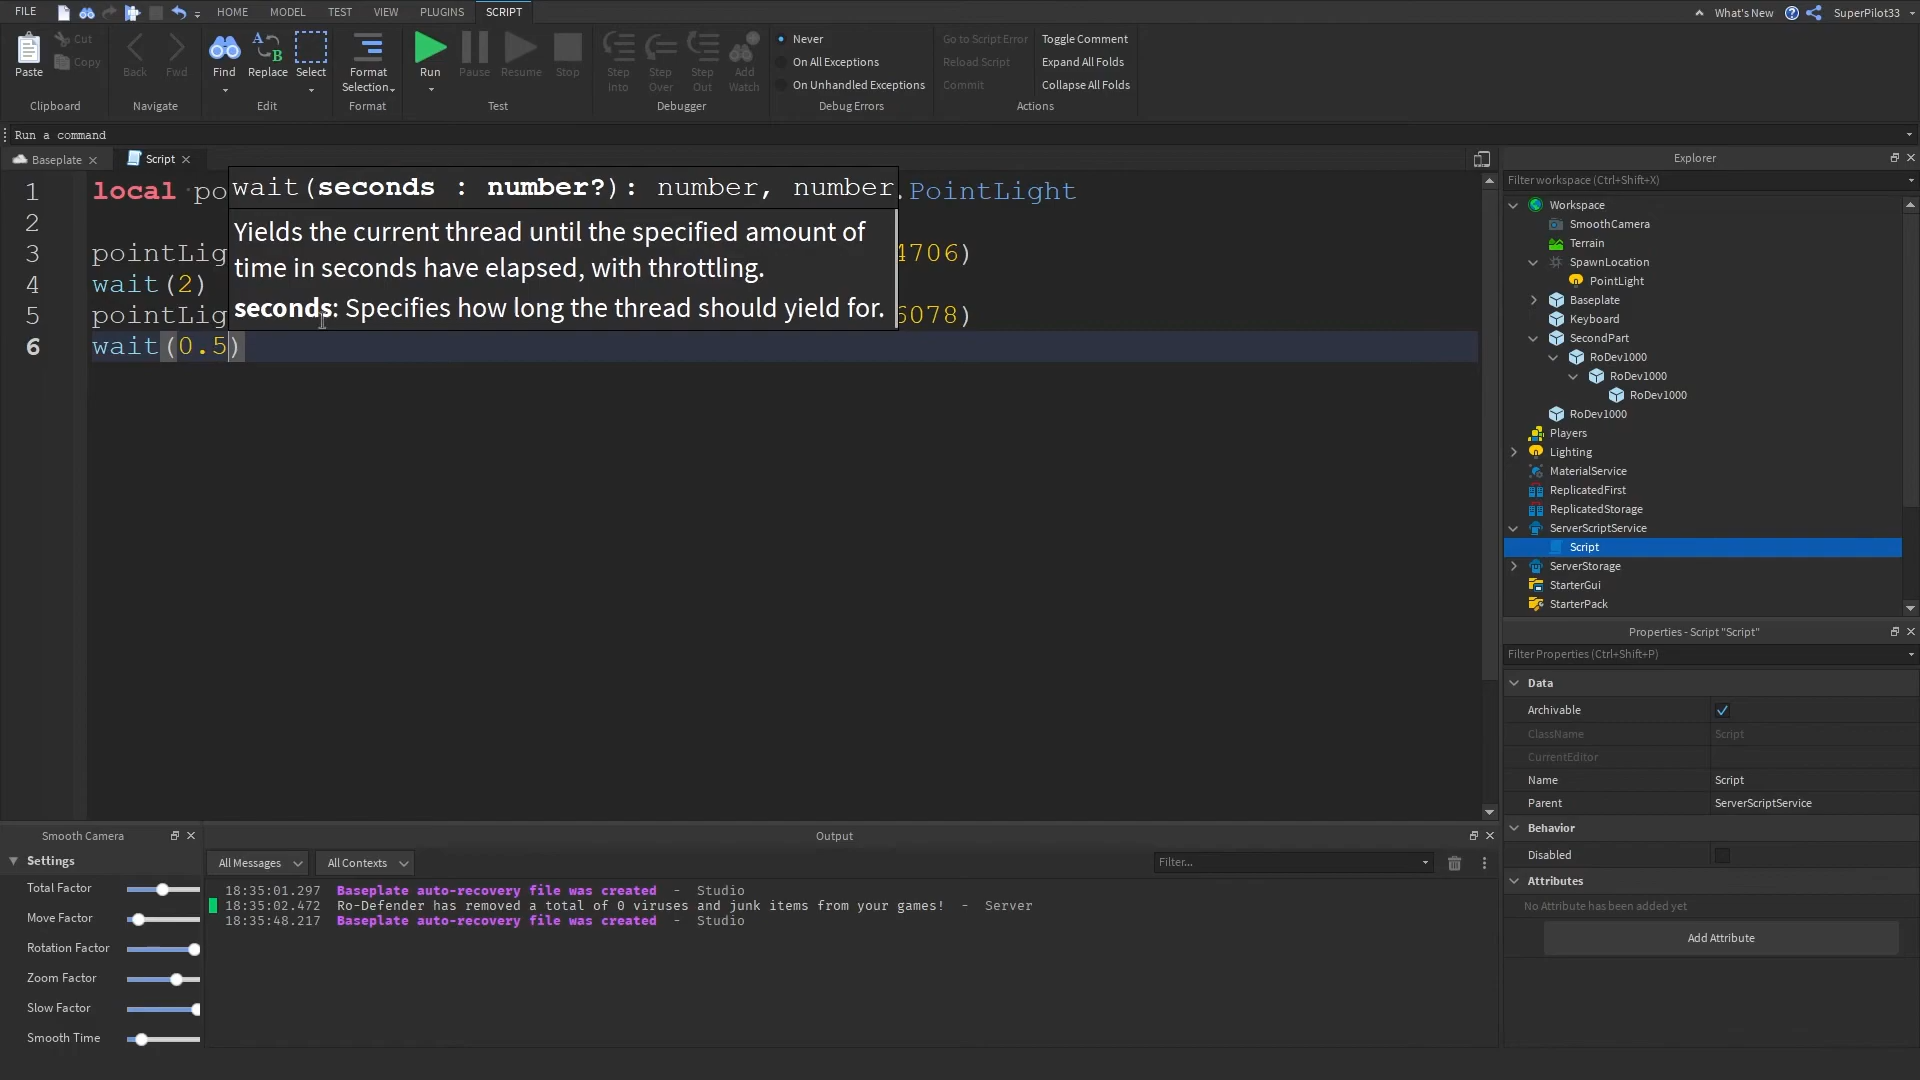 FILE
HOME
MODEL
TEST
VIEW
PLUGINS
SCRIPT
What's New
SuperPilot33
Paste
Cut
Copy
Clipboard
Back
Fwd
Navigate
Find
Replace
Select
Edit
Format
Selection
Format
Run
Pause
Resume
Stop
Test
Step
Into
Step
Over
Step
Out
Add
Watch
Debugger
Never
On All Exceptions
On Unhandled Exceptions
Debug Errors
Go to Script Error
Reload Script
Commit
Toggle Comment
Expand All Folds
Collapse All Folds
Actions
Run a command
Baseplate
Script
1 local po .PointLight
wait(seconds : number?): number, number
Yields the current thread until the specified amount of
time in seconds have elapsed, with throttling.
seconds: Specifies how long the thread should yield for.
2
3 pointLig 4706)
4 wait(2)
5 pointLig 6078)
6 wait(0.5)
Explorer
Filter workspace (Ctrl+Shift+X)
Workspace
SmoothCamera
Terrain
SpawnLocation
PointLight
Baseplate
Keyboard
SecondPart
RoDev1000
RoDev1000
RoDev1000
RoDev1000
Players
Lighting
MaterialService
ReplicatedFirst
ReplicatedStorage
ServerScriptService
Script
ServerStorage
StarterGui
StarterPack
Properties - Script "Script"
Filter Properties (Ctrl+Shift+P)
Data
Archivable
ClassName Script
CurrentEditor
Name Script
Parent ServerScriptService
Behavior
Disabled
Attributes
No Attribute has been added yet
Add Attribute
Smooth Camera
Settings
Total Factor
Move Factor
Rotation Factor
Zoom Factor
Slow Factor
Smooth Time
Output
All Messages
All Contexts
Filter...
18:35:01.297 Baseplate auto-recovery file was created - Studio
18:35:02.472 Ro-Defender has removed a total of 0 viruses and junk items from your games! - Server
18:35:48.217 Baseplate auto-recovery file was created - Studio